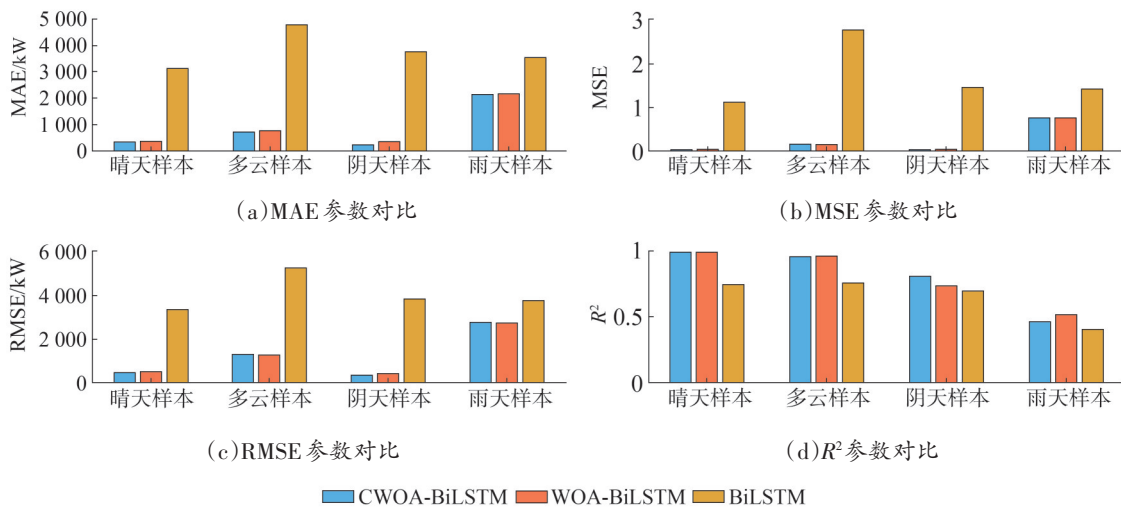 5 000
4 000
3 000
2 000
1 000
0
MAE/kW
晴天样本 多云样本 阴天样本 雨天样本
(a)MAE参数对比
3
2
1
0
MSE
晴天样本 多云样本 阴天样本 雨天样本
(b)MSE参数对比
6 000
4 000
2 000
0
RMSE/kW
晴天样本 多云样本 阴天样本 雨天样本
(c)RMSE参数对比
1
0.5
0
R²
晴天样本 多云样本 阴天样本 雨天样本
(d)R²参数对比
CWOA-BiLSTM WOA-BiLSTM BiLSTM